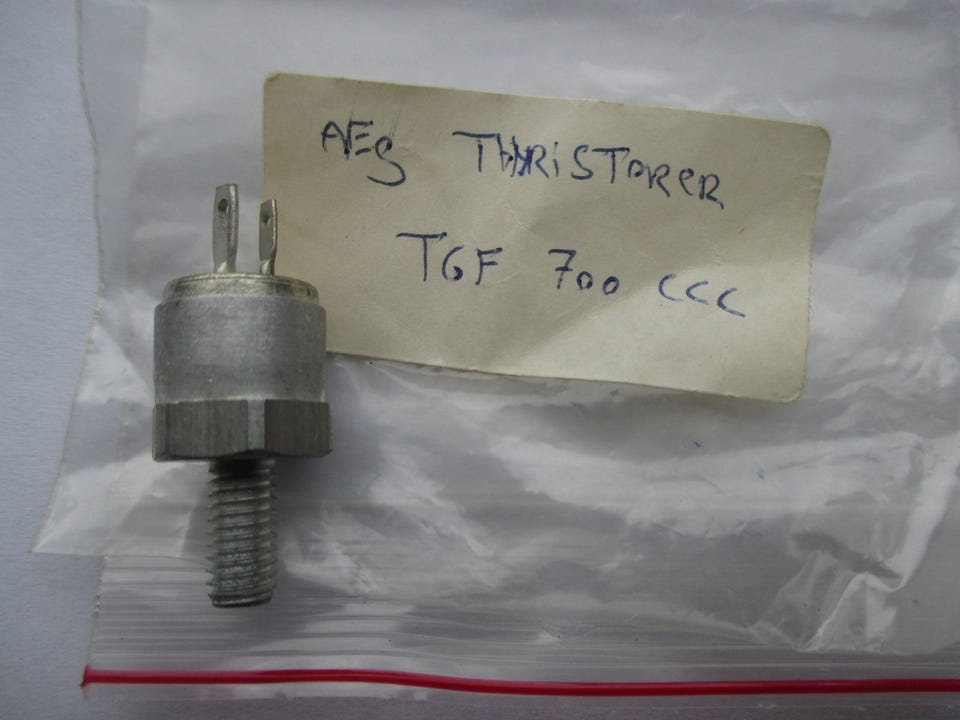 AEG THYRISTORER
TGF 700 CCC